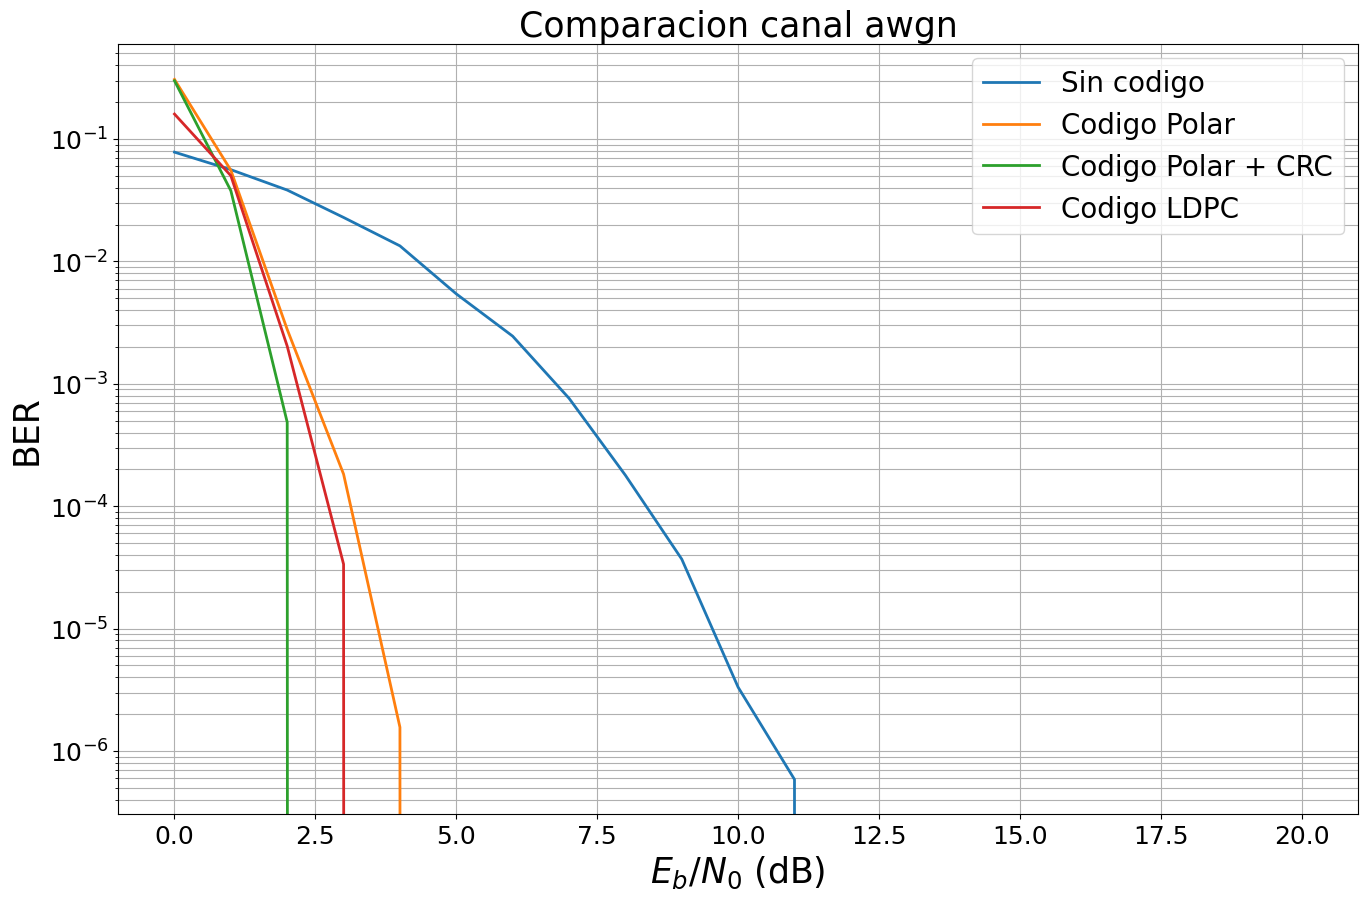 Comparacion canal awgn
Sin codigo
Codigo Polar
Codigo Polar + CRC
Codigo LDPC
BER
10⁻¹
10⁻²
10⁻³
10⁻⁴
10⁻⁵
10⁻⁶
0.0 2.5 5.0 7.5 10.0 12.5 15.0 17.5 20.0
E_b/N_0 (dB)